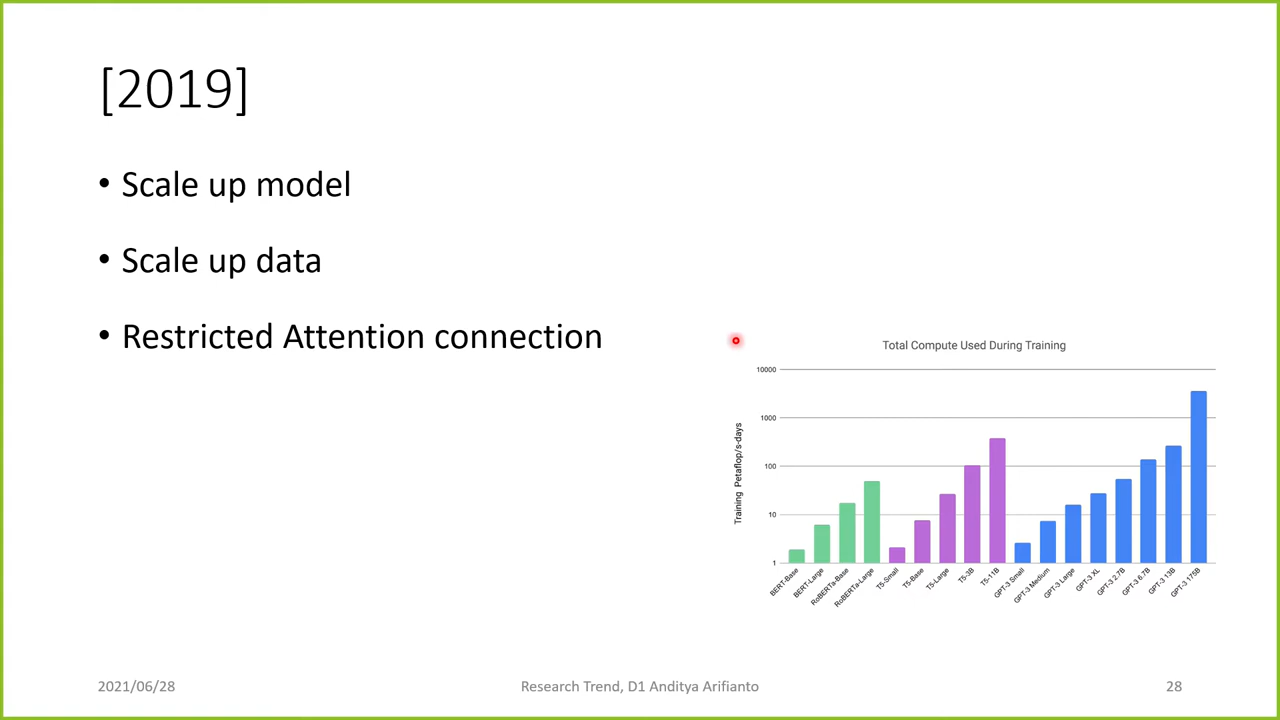 [2019]
• Scale up model
• Scale up data
• Restricted Attention connection
Total Compute Used During Training
Training Petaflop/s-days
10000
1000
100
10
1
BERT-Base
BERT-Large
RoBERTa-Base
RoBERTa-Large
T5-Small
T5-Base
T5-Large
T5-3B
T5-11B
GPT-3 Small
GPT-3 Medium
GPT-3 Large
GPT-3 XL
GPT-3 2.7B
GPT-3 6.7B
GPT-3 13B
GPT-3 175B
2021/06/28
Research Trend, D1 Anditya Arifianto
28